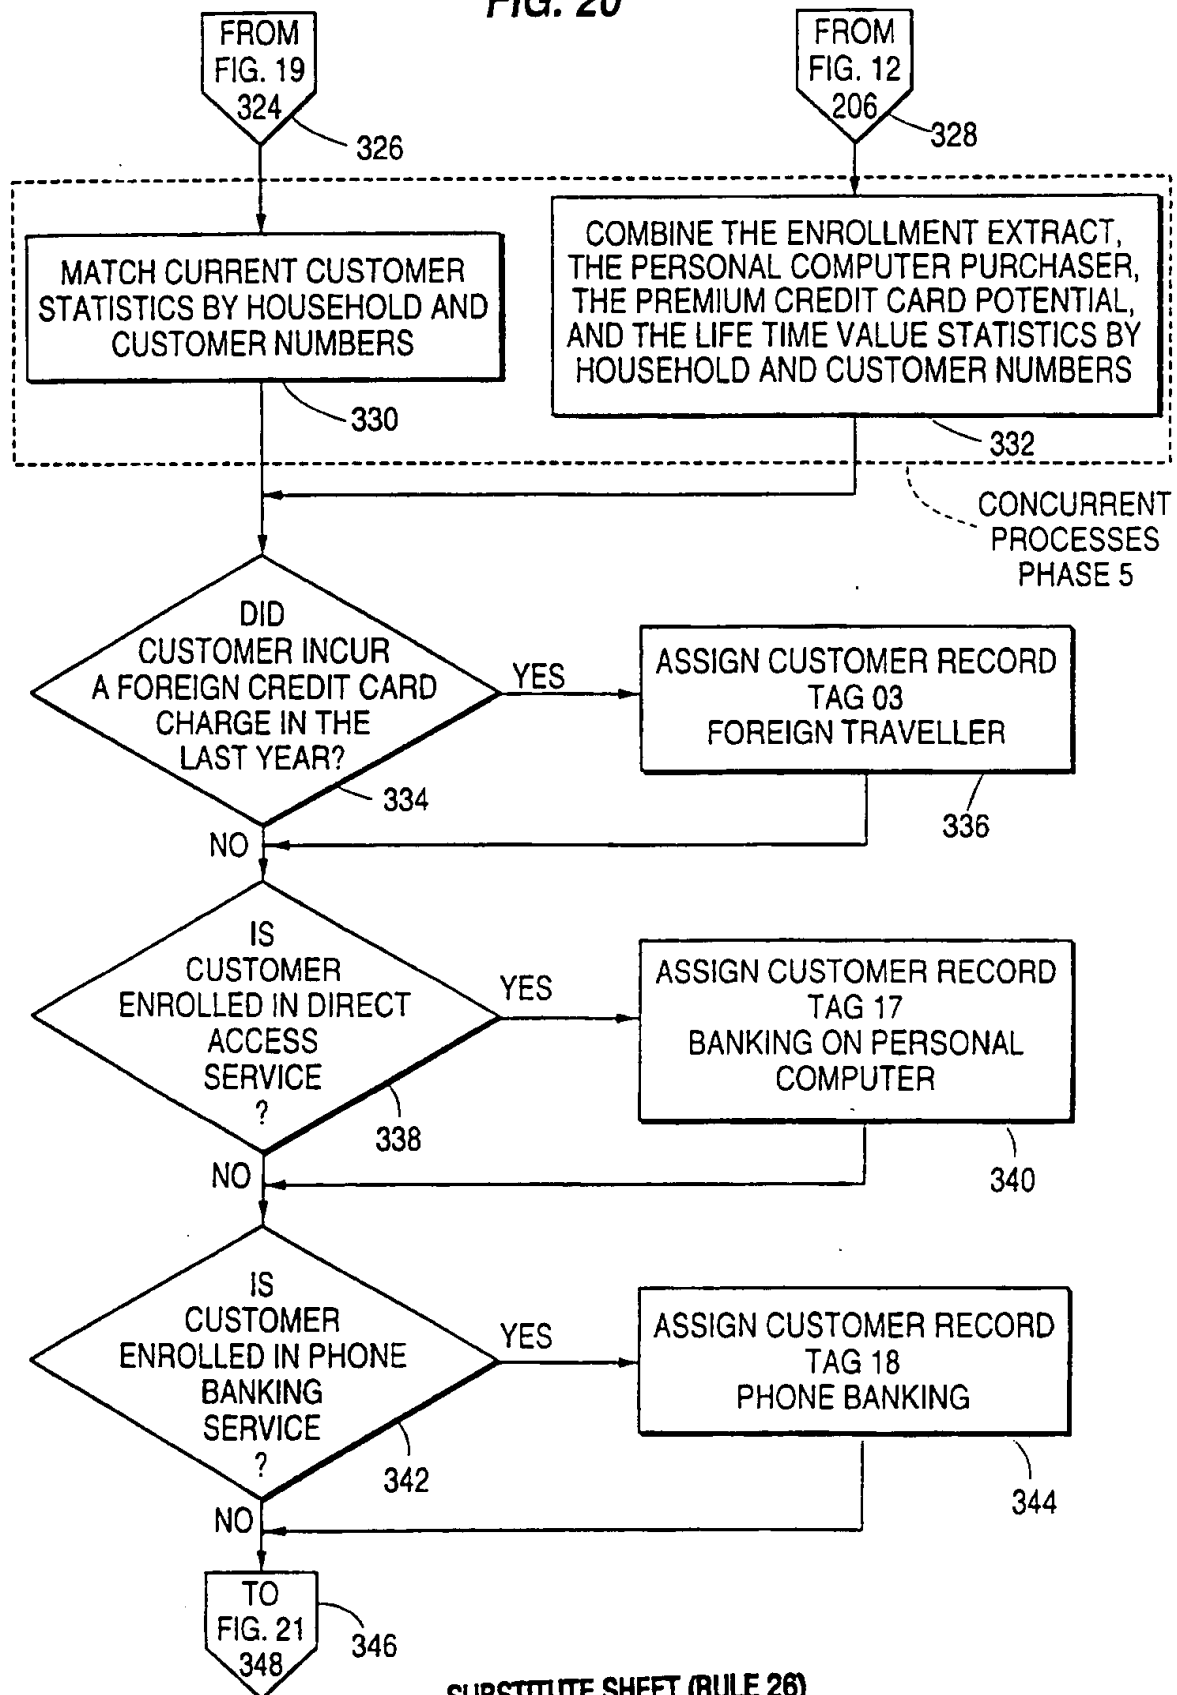 FIG. 20
FROM
FIG. 19
324
326
FROM
FIG. 12
206
328
MATCH CURRENT CUSTOMER
STATISTICS BY HOUSEHOLD AND
CUSTOMER NUMBERS
330
COMBINE THE ENROLLMENT EXTRACT,
THE PERSONAL COMPUTER PURCHASER,
THE PREMIUM CREDIT CARD POTENTIAL,
AND THE LIFE TIME VALUE STATISTICS BY
HOUSEHOLD AND CUSTOMER NUMBERS
332
CONCURRENT
PROCESSES
PHASE 5
DID
CUSTOMER INCUR
A FOREIGN CREDIT CARD
CHARGE IN THE
LAST YEAR?
334
YES
ASSIGN CUSTOMER RECORD
TAG 03
FOREIGN TRAVELLER
336
NO
IS
CUSTOMER
ENROLLED IN DIRECT
ACCESS
SERVICE
?
338
YES
ASSIGN CUSTOMER RECORD
TAG 17
BANKING ON PERSONAL
COMPUTER
340
NO
IS
CUSTOMER
ENROLLED IN PHONE
BANKING
SERVICE
?
342
YES
ASSIGN CUSTOMER RECORD
TAG 18
PHONE BANKING
344
NO
TO
FIG. 21
348
346
SUBSTITUTE SHEET (RULE 26)